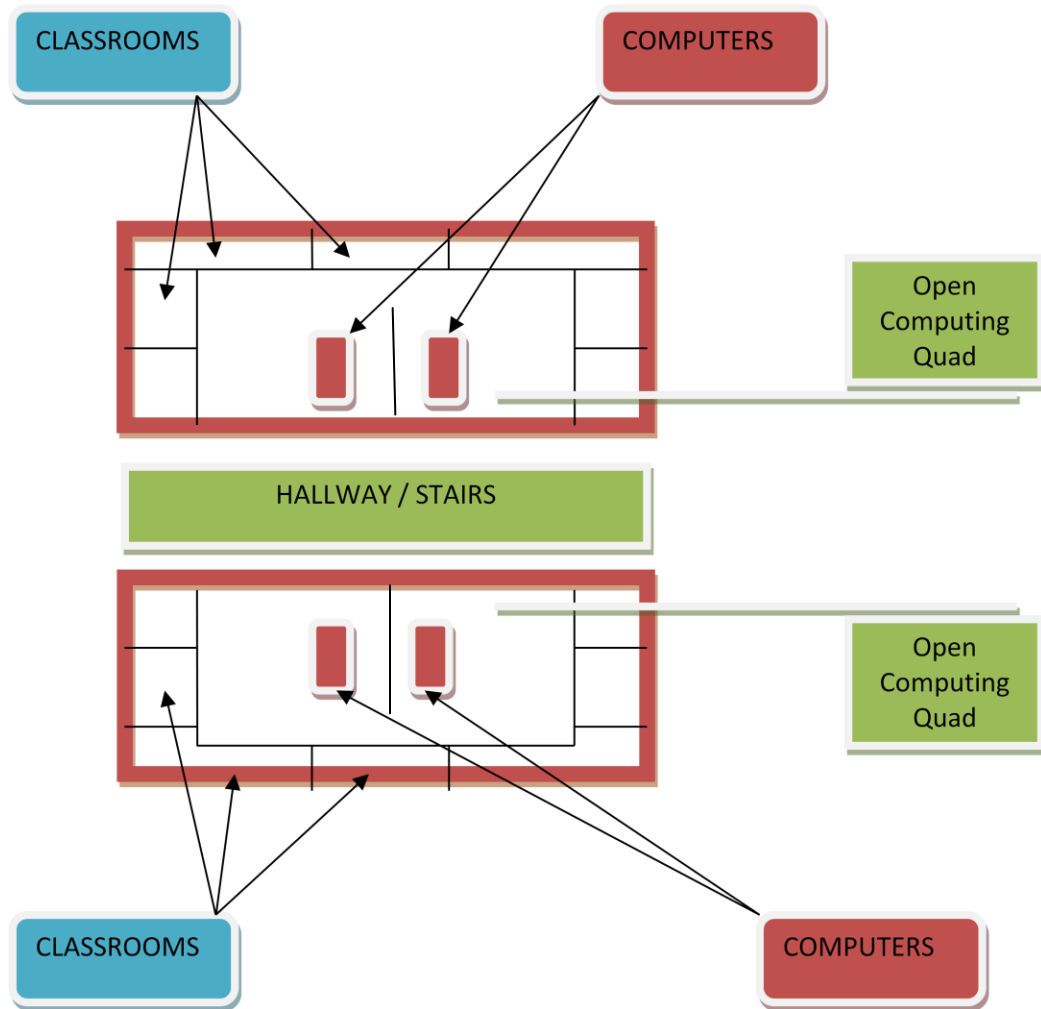 CLASSROOMS
COMPUTERS
Open
Computing
Quad
HALLWAY / STAIRS
Open
Computing
Quad
CLASSROOMS
COMPUTERS